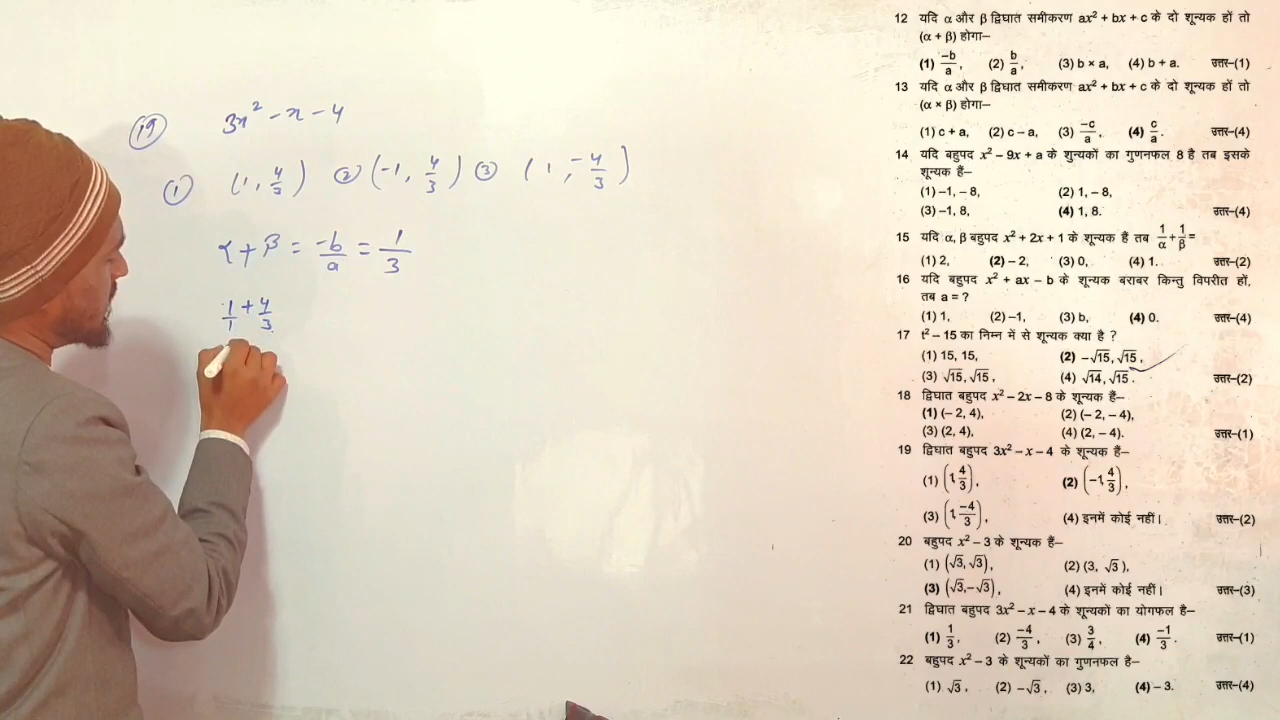 (19) 3x² - x - 4
① (1, 4/3) ② (-1, 4/3) ③ (1, -4/3)
α + β = -b/a = 1/3
1/1 + 4/3
12 यदि α और β द्विघात समीकरण ax² + bx + c के दो शून्यक हों तो
(α + β) होगा–
(1) -b/a, (2) b/a, (3) b × a, (4) b + a. उत्तर–(1)
13 यदि α और β द्विघात समीकरण ax² + bx + c के दो शून्यक हों तो
(α × β) होगा–
(1) c + a, (2) c – a, (3) -c/a, (4) c/a. उत्तर–(4)
14 यदि बहुपद x² – 9x + a के शुन्यकों का गुणनफल 8 है तब इसके
शून्यक हैं–
(1) –1, – 8, (2) 1, – 8,
(3) –1, 8, (4) 1, 8. उत्तर–(4)
15 यदि α, β बहुपद x² + 2x + 1 के शून्यक हैं तब 1/α + 1/β =
(1) 2, (2) – 2, (3) 0, (4) 1. उत्तर–(2)
16 यदि बहुपद x² + ax – b के शून्यक बराबर किन्तु विपरीत हों,
तब a = ?
(1) 1, (2) –1, (3) b, (4) 0. उत्तर–(4)
17 t² – 15 का निम्न में से शून्यक क्या है ?
(1) 15, 15, (2) –√15, √15,
(3) √15, √15, (4) √14, √15. उत्तर–(2)
18 द्विघात बहुपद x² – 2x – 8 के शून्यक हैं–
(1) (– 2, 4), (2) (– 2, – 4),
(3) (2, 4), (4) (2, – 4). उत्तर–(1)
19 द्विघात बहुपद 3x² – x – 4 के शून्यक हैं–
(1) (1, 4/3), (2) (–1, 4/3),
(3) (1, -4/3), (4) इनमें कोई नहीं। उत्तर–(2)
20 बहुपद x² – 3 के शून्यक हैं–
(1) (√3, √3), (2) (3, √3),
(3) (√3, –√3), (4) इनमें कोई नहीं। उत्तर–(3)
21 द्विघात बहुपद 3x² – x – 4 के शून्यकों का योगफल है–
(1) 1/3, (2) -4/3, (3) 3/4, (4) -1/3. उत्तर–(1)
22 बहुपद x² – 3 के शून्यकों का गुणनफल है–
(1) √3, (2) – √3, (3) 3, (4) – 3. उत्तर–(4)